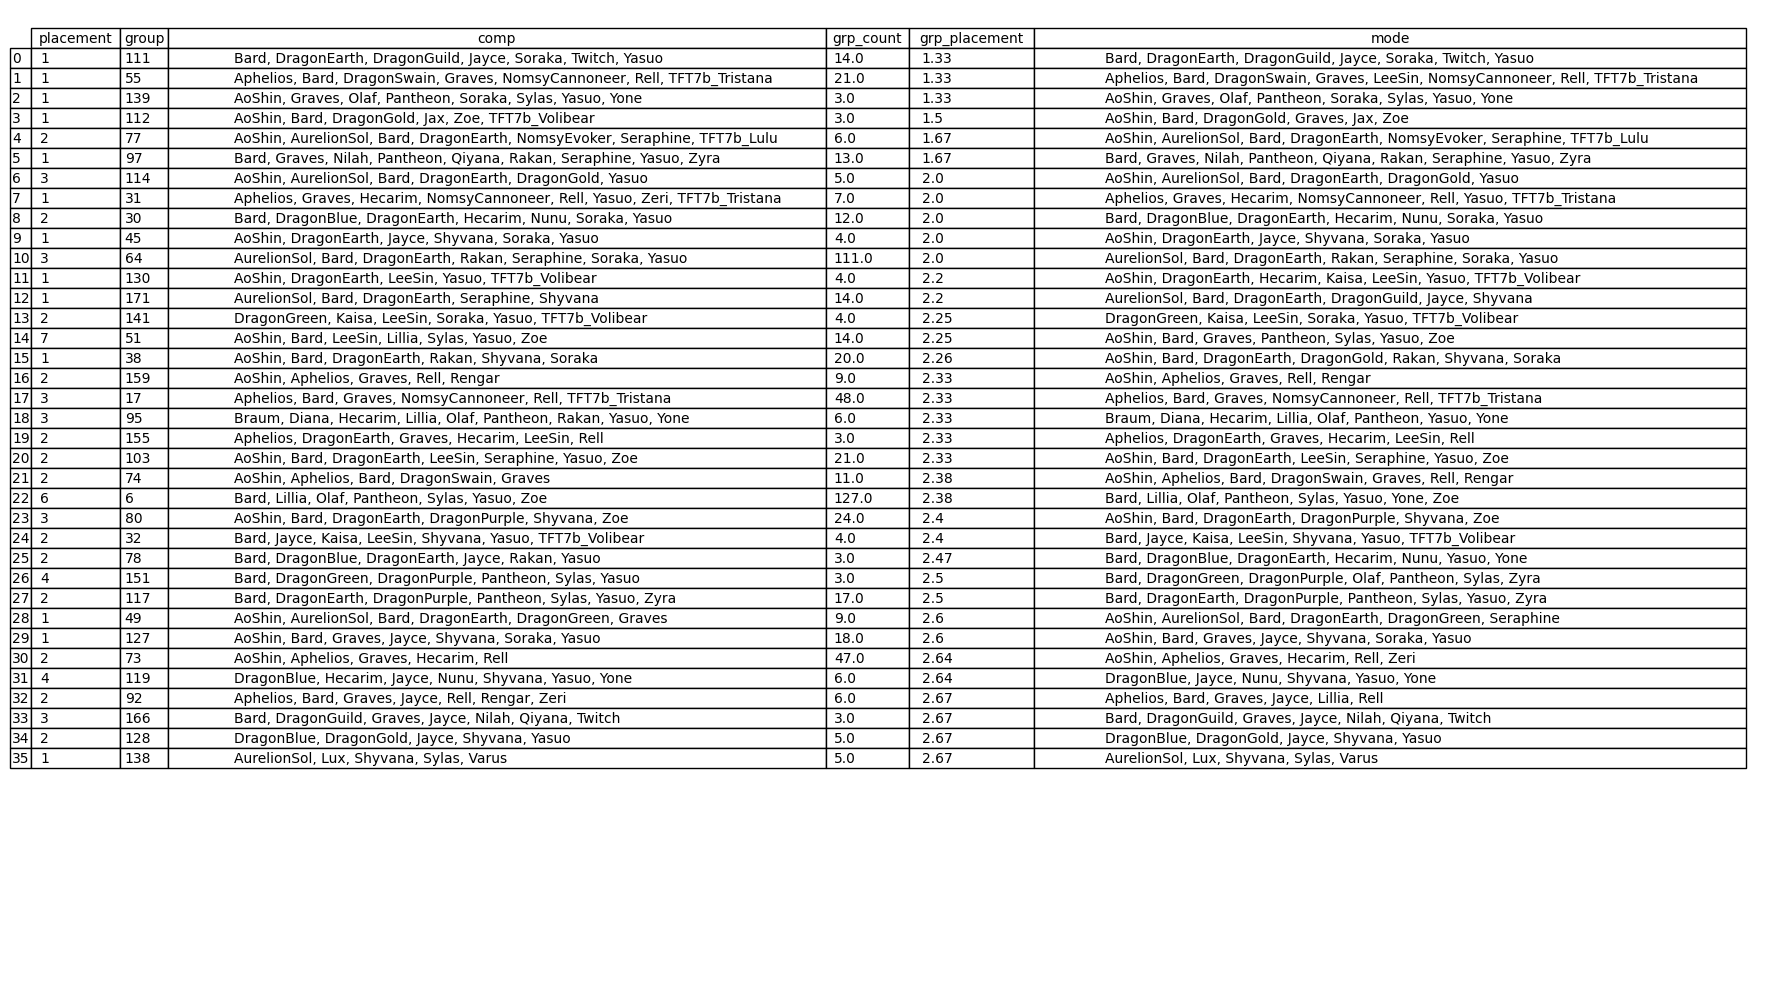 placement group comp grp_count grp_placement mode
0 1 111 Bard, DragonEarth, DragonGuild, Jayce, Soraka, Twitch, Yasuo 14.0 1.33 Bard, DragonEarth, DragonGuild, Jayce, Soraka, Twitch, Yasuo
1 1 55 Aphelios, Bard, DragonSwain, Graves, NomsyCannoneer, Rell, TFT7b_Tristana 21.0 1.33 Aphelios, Bard, DragonSwain, Graves, LeeSin, NomsyCannoneer, Rell, TFT7b_Tristana
2 1 139 AoShin, Graves, Olaf, Pantheon, Soraka, Sylas, Yasuo, Yone 3.0 1.33 AoShin, Graves, Olaf, Pantheon, Soraka, Sylas, Yasuo, Yone
3 1 112 AoShin, Bard, DragonGold, Jax, Zoe, TFT7b_Volibear 3.0 1.5 AoShin, Bard, DragonGold, Graves, Jax, Zoe
4 2 77 AoShin, AurelionSol, Bard, DragonEarth, NomsyEvoker, Seraphine, TFT7b_Lulu 6.0 1.67 AoShin, AurelionSol, Bard, DragonEarth, NomsyEvoker, Seraphine, TFT7b_Lulu
5 1 97 Bard, Graves, Nilah, Pantheon, Qiyana, Rakan, Seraphine, Yasuo, Zyra 13.0 1.67 Bard, Graves, Nilah, Pantheon, Qiyana, Rakan, Seraphine, Yasuo, Zyra
6 3 114 AoShin, AurelionSol, Bard, DragonEarth, DragonGold, Yasuo 5.0 2.0 AoShin, AurelionSol, Bard, DragonEarth, DragonGold, Yasuo
7 1 31 Aphelios, Graves, Hecarim, NomsyCannoneer, Rell, Yasuo, Zeri, TFT7b_Tristana 7.0 2.0 Aphelios, Graves, Hecarim, NomsyCannoneer, Rell, Yasuo, TFT7b_Tristana
8 2 30 Bard, DragonBlue, DragonEarth, Hecarim, Nunu, Soraka, Yasuo 12.0 2.0 Bard, DragonBlue, DragonEarth, Hecarim, Nunu, Soraka, Yasuo
9 1 45 AoShin, DragonEarth, Jayce, Shyvana, Soraka, Yasuo 4.0 2.0 AoShin, DragonEarth, Jayce, Shyvana, Soraka, Yasuo
10 3 64 AurelionSol, Bard, DragonEarth, Rakan, Seraphine, Soraka, Yasuo 111.0 2.0 AurelionSol, Bard, DragonEarth, Rakan, Seraphine, Soraka, Yasuo
11 1 130 AoShin, DragonEarth, LeeSin, Yasuo, TFT7b_Volibear 4.0 2.2 AoShin, DragonEarth, Hecarim, Kaisa, LeeSin, Yasuo, TFT7b_Volibear
12 1 171 AurelionSol, Bard, DragonEarth, Seraphine, Shyvana 14.0 2.2 AurelionSol, Bard, DragonEarth, DragonGuild, Jayce, Shyvana
13 2 141 DragonGreen, Kaisa, LeeSin, Soraka, Yasuo, TFT7b_Volibear 4.0 2.25 DragonGreen, Kaisa, LeeSin, Soraka, Yasuo, TFT7b_Volibear
14 7 51 AoShin, Bard, LeeSin, Lillia, Sylas, Yasuo, Zoe 14.0 2.25 AoShin, Bard, Graves, Pantheon, Sylas, Yasuo, Zoe
15 1 38 AoShin, Bard, DragonEarth, Rakan, Shyvana, Soraka 20.0 2.26 AoShin, Bard, DragonEarth, DragonGold, Rakan, Shyvana, Soraka
16 2 159 AoShin, Aphelios, Graves, Rell, Rengar 9.0 2.33 AoShin, Aphelios, Graves, Rell, Rengar
17 3 17 Aphelios, Bard, Graves, NomsyCannoneer, Rell, TFT7b_Tristana 48.0 2.33 Aphelios, Bard, Graves, NomsyCannoneer, Rell, TFT7b_Tristana
18 3 95 Braum, Diana, Hecarim, Lillia, Olaf, Pantheon, Rakan, Yasuo, Yone 6.0 2.33 Braum, Diana, Hecarim, Lillia, Olaf, Pantheon, Yasuo, Yone
19 2 155 Aphelios, DragonEarth, Graves, Hecarim, LeeSin, Rell 3.0 2.33 Aphelios, DragonEarth, Graves, Hecarim, LeeSin, Rell
20 2 103 AoShin, Bard, DragonEarth, LeeSin, Seraphine, Yasuo, Zoe 21.0 2.33 AoShin, Bard, DragonEarth, LeeSin, Seraphine, Yasuo, Zoe
21 2 74 AoShin, Aphelios, Bard, DragonSwain, Graves 11.0 2.38 AoShin, Aphelios, Bard, DragonSwain, Graves, Rell, Rengar
22 6 6 Bard, Lillia, Olaf, Pantheon, Sylas, Yasuo, Zoe 127.0 2.38 Bard, Lillia, Olaf, Pantheon, Sylas, Yasuo, Yone, Zoe
23 3 80 AoShin, Bard, DragonEarth, DragonPurple, Shyvana, Zoe 24.0 2.4 AoShin, Bard, DragonEarth, DragonPurple, Shyvana, Zoe
24 2 32 Bard, Jayce, Kaisa, LeeSin, Shyvana, Yasuo, TFT7b_Volibear 4.0 2.4 Bard, Jayce, Kaisa, LeeSin, Shyvana, Yasuo, TFT7b_Volibear
25 2 78 Bard, DragonBlue, DragonEarth, Jayce, Rakan, Yasuo 3.0 2.47 Bard, DragonBlue, DragonEarth, Hecarim, Nunu, Yasuo, Yone
26 4 151 Bard, DragonGreen, DragonPurple, Pantheon, Sylas, Yasuo 3.0 2.5 Bard, DragonGreen, DragonPurple, Olaf, Pantheon, Sylas, Zyra
27 2 117 Bard, DragonEarth, DragonPurple, Pantheon, Sylas, Yasuo, Zyra 17.0 2.5 Bard, DragonEarth, DragonPurple, Pantheon, Sylas, Yasuo, Zyra
28 1 49 AoShin, AurelionSol, Bard, DragonEarth, DragonGreen, Graves 9.0 2.6 AoShin, AurelionSol, Bard, DragonEarth, DragonGreen, Seraphine
29 1 127 AoShin, Bard, Graves, Jayce, Shyvana, Soraka, Yasuo 18.0 2.6 AoShin, Bard, Graves, Jayce, Shyvana, Soraka, Yasuo
30 2 73 AoShin, Aphelios, Graves, Hecarim, Rell 47.0 2.64 AoShin, Aphelios, Graves, Hecarim, Rell, Zeri
31 4 119 DragonBlue, Hecarim, Jayce, Nunu, Shyvana, Yasuo, Yone 6.0 2.64 DragonBlue, Jayce, Nunu, Shyvana, Yasuo, Yone
32 2 92 Aphelios, Bard, Graves, Jayce, Rell, Rengar, Zeri 6.0 2.67 Aphelios, Bard, Graves, Jayce, Lillia, Rell
33 3 166 Bard, DragonGuild, Graves, Jayce, Nilah, Qiyana, Twitch 3.0 2.67 Bard, DragonGuild, Graves, Jayce, Nilah, Qiyana, Twitch
34 2 128 DragonBlue, DragonGold, Jayce, Shyvana, Yasuo 5.0 2.67 DragonBlue, DragonGold, Jayce, Shyvana, Yasuo
35 1 138 AurelionSol, Lux, Shyvana, Sylas, Varus 5.0 2.67 AurelionSol, Lux, Shyvana, Sylas, Varus